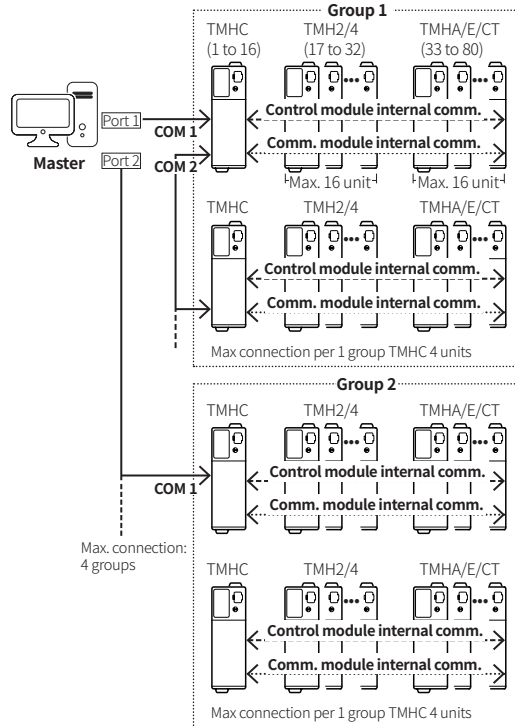 Group 1
TMHC TMH2/4 TMHA/E/CT
(1 to 16) (17 to 32) (33 to 80)
Port 1
Control module internal comm.
COM 1
Master Port 2 COM 2
Comm. module internal comm.
Max. 16 unit Max. 16 unit
TMHC TMH2/4 TMHA/E/CT
Control module internal comm.
Comm. module internal comm.
Max connection per 1 group TMHC 4 units
Group 2
TMHC TMH2/4 TMHA/E/CT
Control module internal comm.
COM 1
Comm. module internal comm.
Max. connection:
4 groups
TMHC TMH2/4 TMHA/E/CT
Control module internal comm.
Comm. module internal comm.
Max connection per 1 group TMHC 4 units